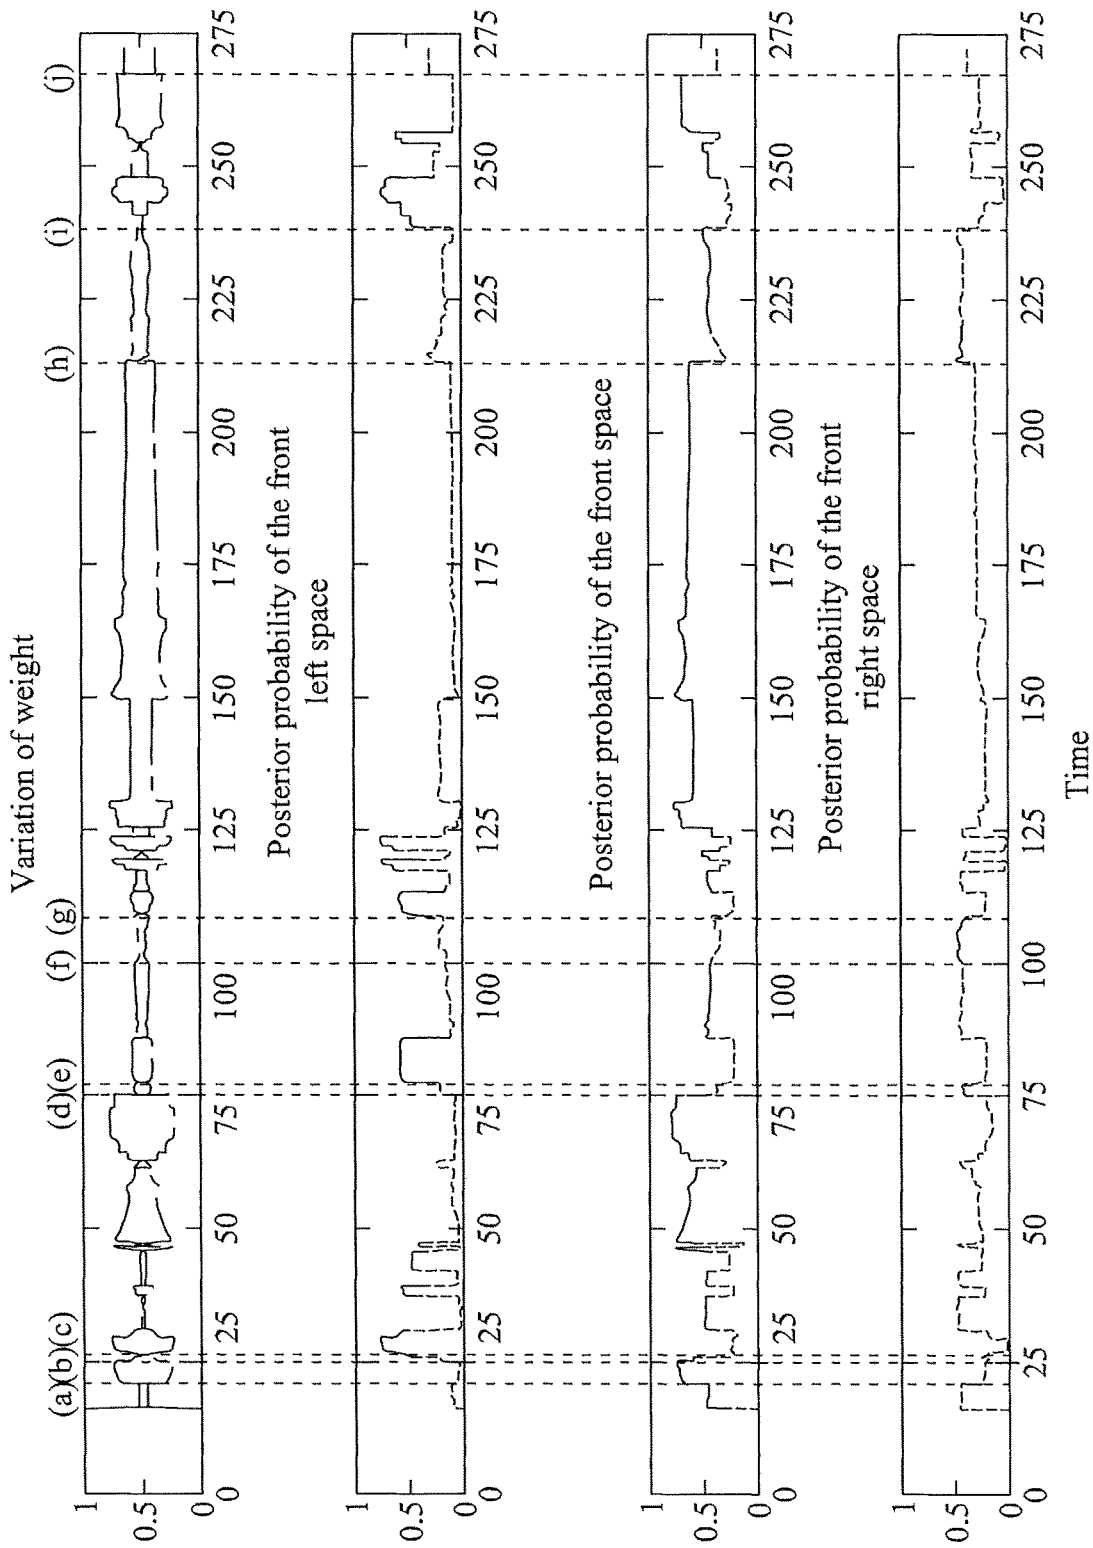 Variation of weight
(a)(b)(c) (d)(e) (f) (g) (h) (i) (j)
1
0.5
0
0 25 50 75 100 125 150 175 200 225 250 275
Posterior probability of the front
left space
1
0.5
0
0 25 50 75 100 125 150 175 200 225 250 275
Posterior probability of the front space
1
0.5
0
0 25 50 75 100 125 150 175 200 225 250 275
Posterior probability of the front
right space
1
0.5
0
0 25 50 75 100 125 150 175 200 225 250 275
Time